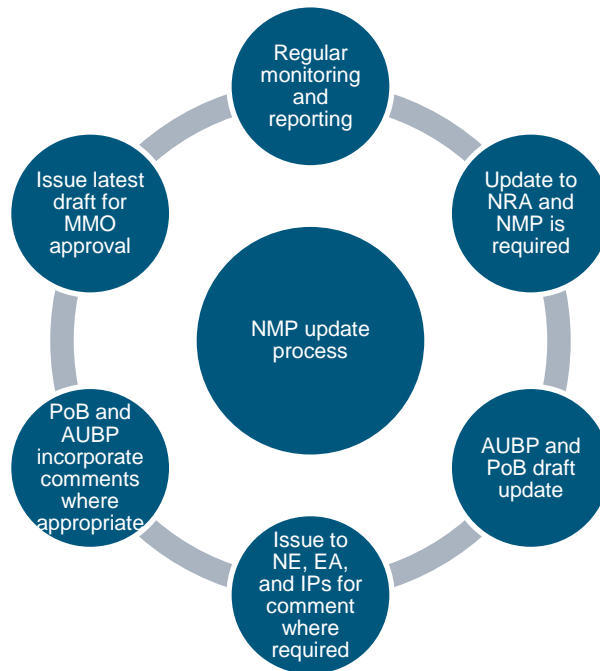 Regular
monitoring
and
reporting
Update to
NRA and
NMP is
required
AUBP and
PoB draft
update
Issue to
NE, EA,
and IPs for
comment
where
required
PoB and
AUBP
incorporate
comments
where
appropriate
Issue latest
draft for
MMO
approval
NMP update
process